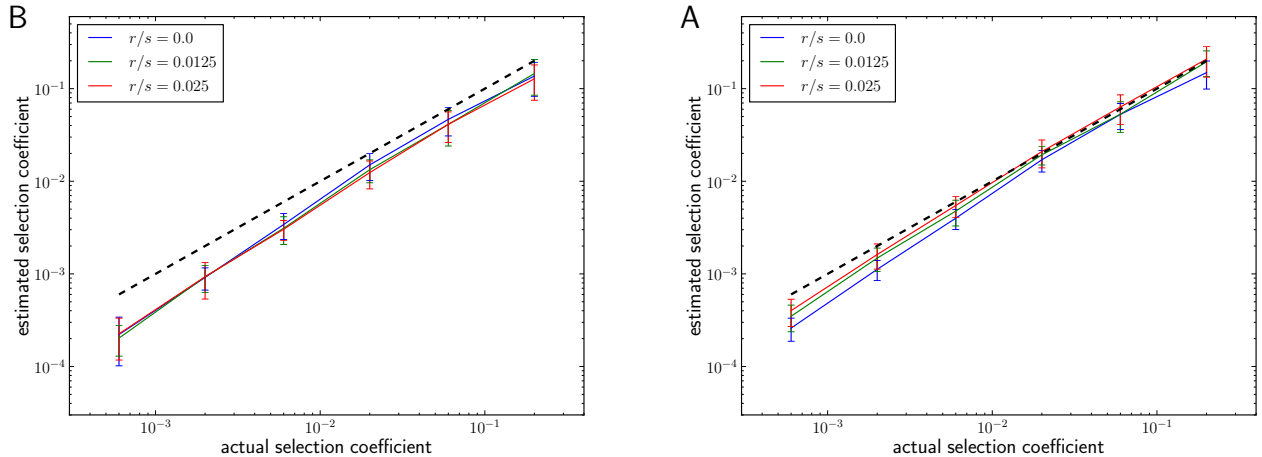 B
r/s = 0.0
r/s = 0.0125
r/s = 0.025
estimated selection coefficient
10⁻¹
10⁻²
10⁻³
10⁻⁴
10⁻³ 10⁻² 10⁻¹
actual selection coefficient
A
r/s = 0.0
r/s = 0.0125
r/s = 0.025
estimated selection coefficient
10⁻¹
10⁻²
10⁻³
10⁻⁴
10⁻³ 10⁻² 10⁻¹
actual selection coefficient